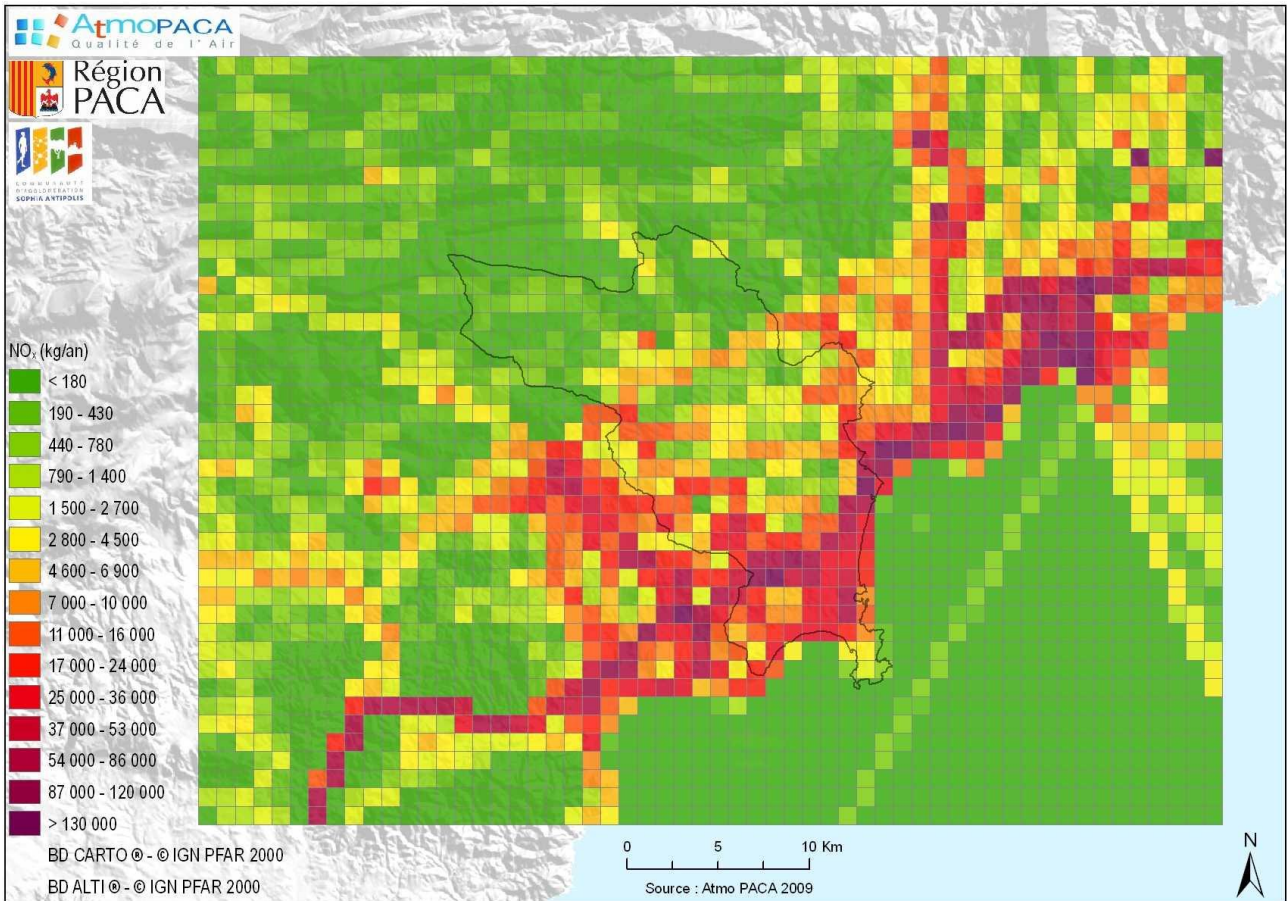 AtmoPACA
Qualité de l'Air
Région
PACA
COMMUNAUTÉ
D'AGGLOMÉRATION
SOPHIA ANTIPOLIS
NOx (kg/an)
< 180
190 - 430
440 - 780
790 - 1 400
1 500 - 2 700
2 800 - 4 500
4 600 - 6 900
7 000 - 10 000
11 000 - 16 000
17 000 - 24 000
25 000 - 36 000
37 000 - 53 000
54 000 - 86 000
87 000 - 120 000
> 130 000
BD CARTO ® - © IGN PFAR 2000
BD ALTI ® - © IGN PFAR 2000
0 5 10 Km
Source : Atmo PACA 2009
N